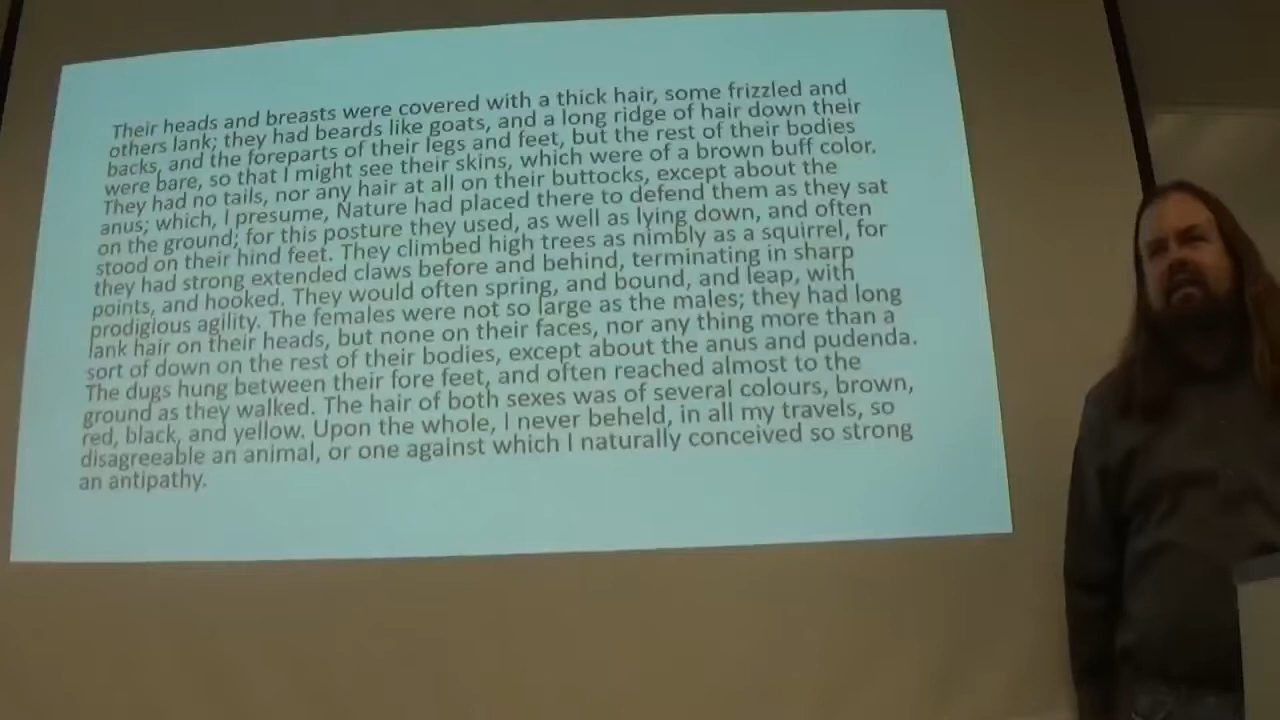 Their heads and breasts were covered with a thick hair, some frizzled and
others lank; they had beards like goats, and a long ridge of hair down their
backs, and the foreparts of their legs and feet, but the rest of their bodies
were bare, so that I might see their skins, which were of a brown buff color.
They had no tails, nor any hair at all on their buttocks, except about the
anus; which, I presume, Nature had placed there to defend them as they sat
on the ground; for this posture they used, as well as lying down, and often
stood on their hind feet. They climbed high trees as nimbly as a squirrel, for
they had strong extended claws before and behind, terminating in sharp
points, and hooked. They would often spring, and bound, and leap, with
prodigious agility. The females were not so large as the males; they had long
lank hair on their heads, but none on their faces, nor any thing more than a
sort of down on the rest of their bodies, except about the anus and pudenda.
The dugs hung between their fore feet, and often reached almost to the
ground as they walked. The hair of both sexes was of several colours, brown,
red, black, and yellow. Upon the whole, I never beheld, in all my travels, so
disagreeable an animal, or one against which I naturally conceived so strong
an antipathy.